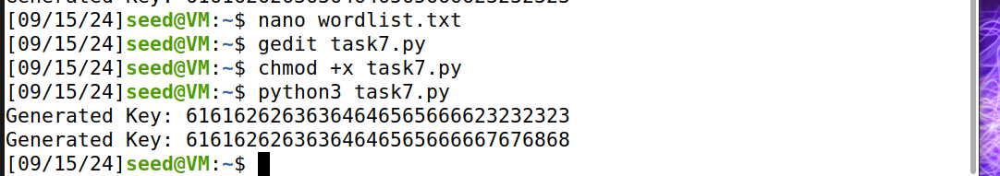 [09/15/24]seed@VM:~$ nano wordlist.txt
[09/15/24]seed@VM:~$ gedit task7.py
[09/15/24]seed@VM:~$ chmod +x task7.py
[09/15/24]seed@VM:~$ python3 task7.py
Generated Key: 61616262636364646565666623232323
Generated Key: 61616262636364646565666667676868
[09/15/24]seed@VM:~$